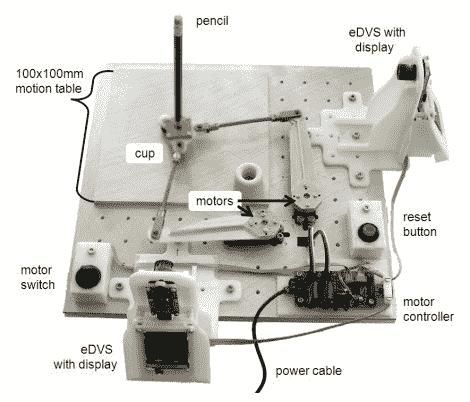 pencil
eDVS with
display
100x100mm
motion table
cup
motors
reset
button
motor
switch
motor
controller
eDVS
with display
power cable